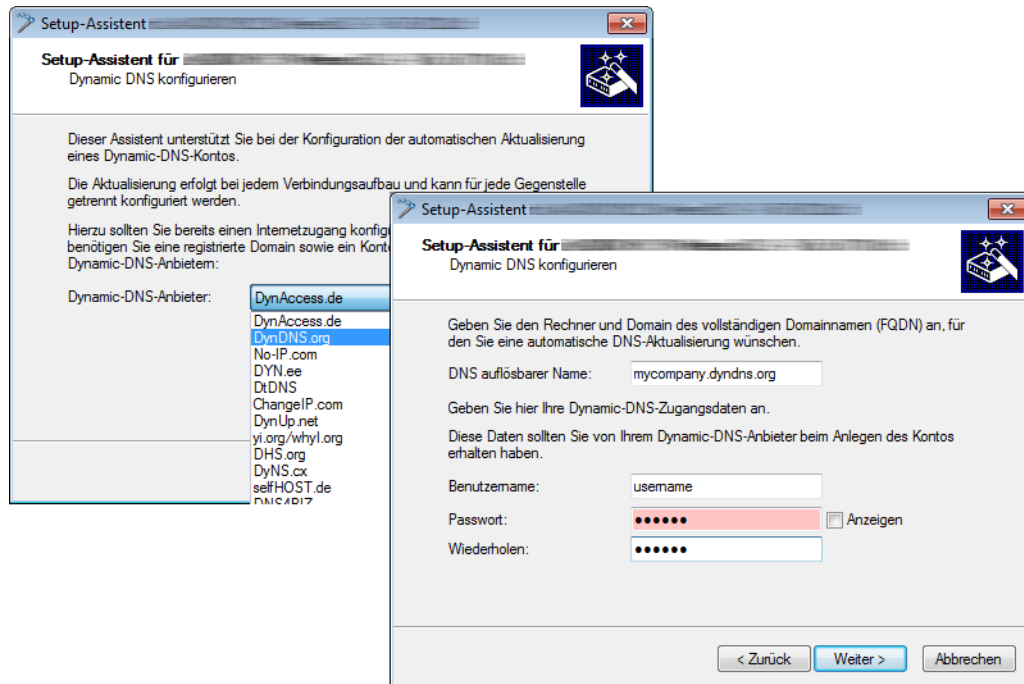 Setup-Assistent
Setup-Assistent für
Dynamic DNS konfigurieren
Dieser Assistent unterstützt Sie bei der Konfiguration der automatischen Aktualisierung
eines Dynamic-DNS-Kontos.
Die Aktualisierung erfolgt bei jedem Verbindungsaufbau und kann für jede Gegenstelle
getrennt konfiguriert werden.
Hierzu sollten Sie bereits einen Internetzugang
benötigen Sie eine registrierte Domain sowie ein
Dynamic-DNS-Anbietern:
Dynamic-DNS-Anbieter:
DynAccess.de
DynAccess.de
DynDNS.org
No-IP.com
DYN.ee
DtDNS
ChangeIP.com
DynUp.net
yi.org/whyI.org
DHS.org
DyNS.cx
selfHOST.de
DNS4BIZ
Setup-Assistent
Setup-Assistent für
Dynamic DNS konfigurieren
Geben Sie den Rechner und Domain des vollständigen Domainnamen (FQDN) an, für
den Sie eine automatische DNS-Aktualisierung wünschen.
DNS auflösbarer Name: mycompany.dyndns.org
Geben Sie hier Ihre Dynamic-DNS-Zugangsdaten an.
Diese Daten sollten Sie von Ihrem Dynamic-DNS-Anbieter beim Anlegen des Kontos
erhalten haben.
Benutzername: username
Passwort: ●●●●●● Anzeigen
Wiederholen: ●●●●●●
< Zurück Weiter > Abbrechen